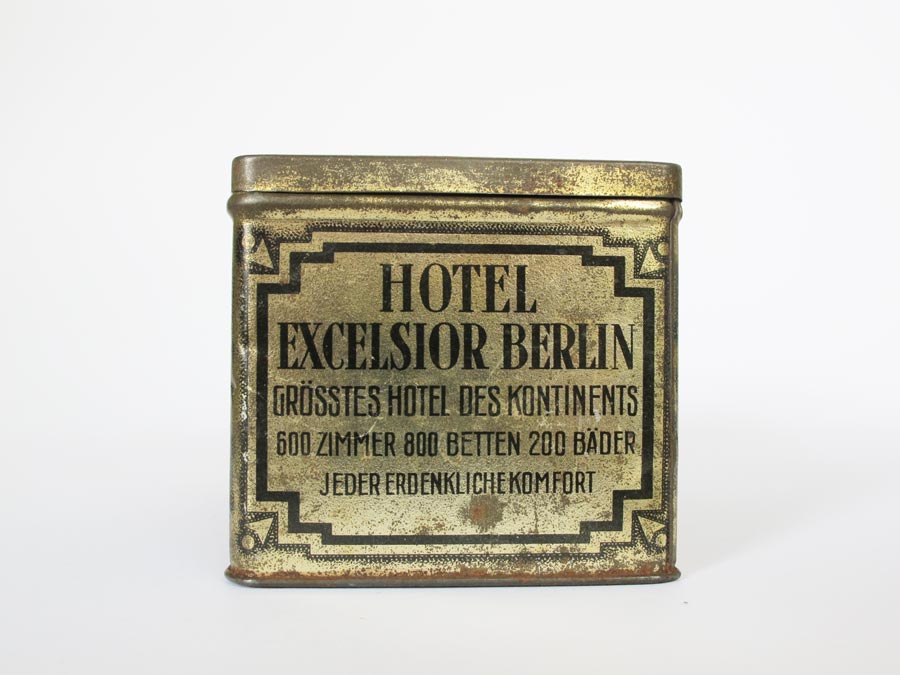 HOTEL
EXCELSIOR BERLIN
GRÖSSTES HOTEL DES KONTINENTS
600 ZIMMER 800 BETTEN 200 BÄDER
JEDER ERDENKLICHE KOMFORT